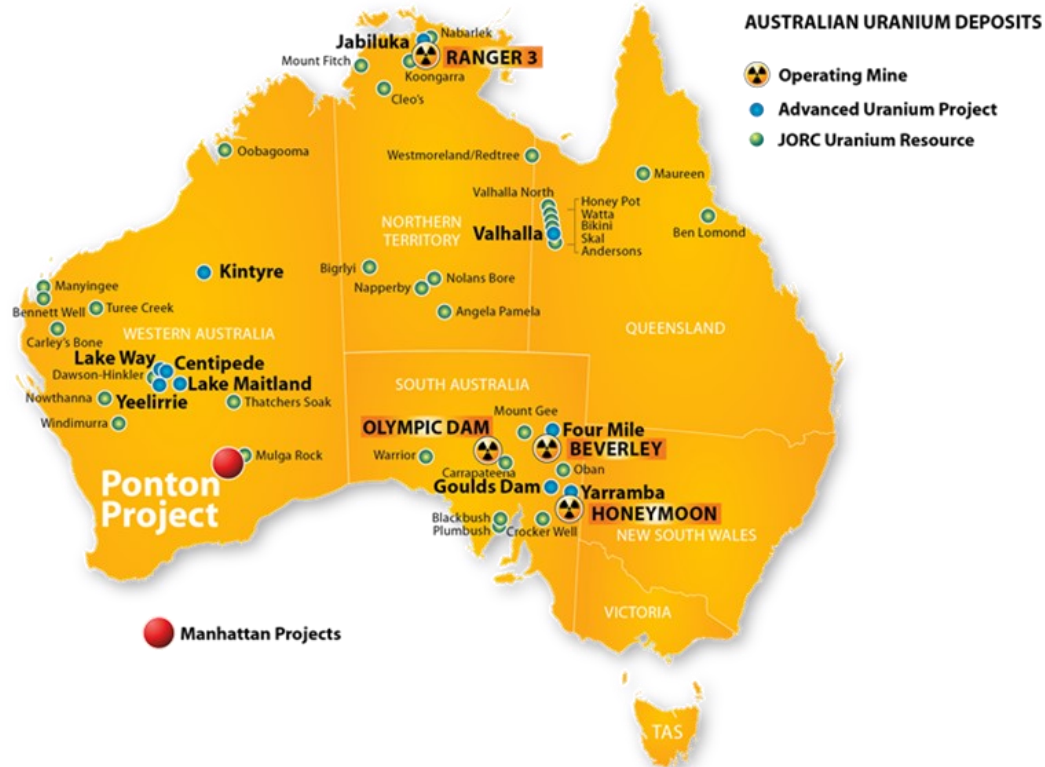 AUSTRALIAN URANIUM DEPOSITS
Operating Mine
Advanced Uranium Project
JORC Uranium Resource
Nabarlek
Jabiluka
RANGER 3
Mount Fitch
Koongarra
Cleo's
Oobagooma
Westmoreland/Redtree
Maureen
Valhalla North
Honey Pot
Watta
Bikini
Skal
Andersons
Valhalla
Ben Lomond
NORTHERN
TERRITORY
Kintyre
Bigrlyi
Nolans Bore
Napperby
Angela Pamela
Manyingee
Bennett Well
Turee Creek
Carley's Bone
WESTERN AUSTRALIA
QUEENSLAND
Lake Way
Centipede
Dawson-Hinkler
Lake Maitland
Nowthanna
Yeelirrie
Thatchers Soak
Windimurra
SOUTH AUSTRALIA
Mount Gee
OLYMPIC DAM
Four Mile
BEVERLEY
Warrior
Carrapateena
Oban
Mulga Rock
Ponton
Project
Goulds Dam
Yarramba
HONEYMOON
Blackbush
Plumbush
Crocker Well
NEW SOUTH WALES
VICTORIA
Manhattan Projects
TAS